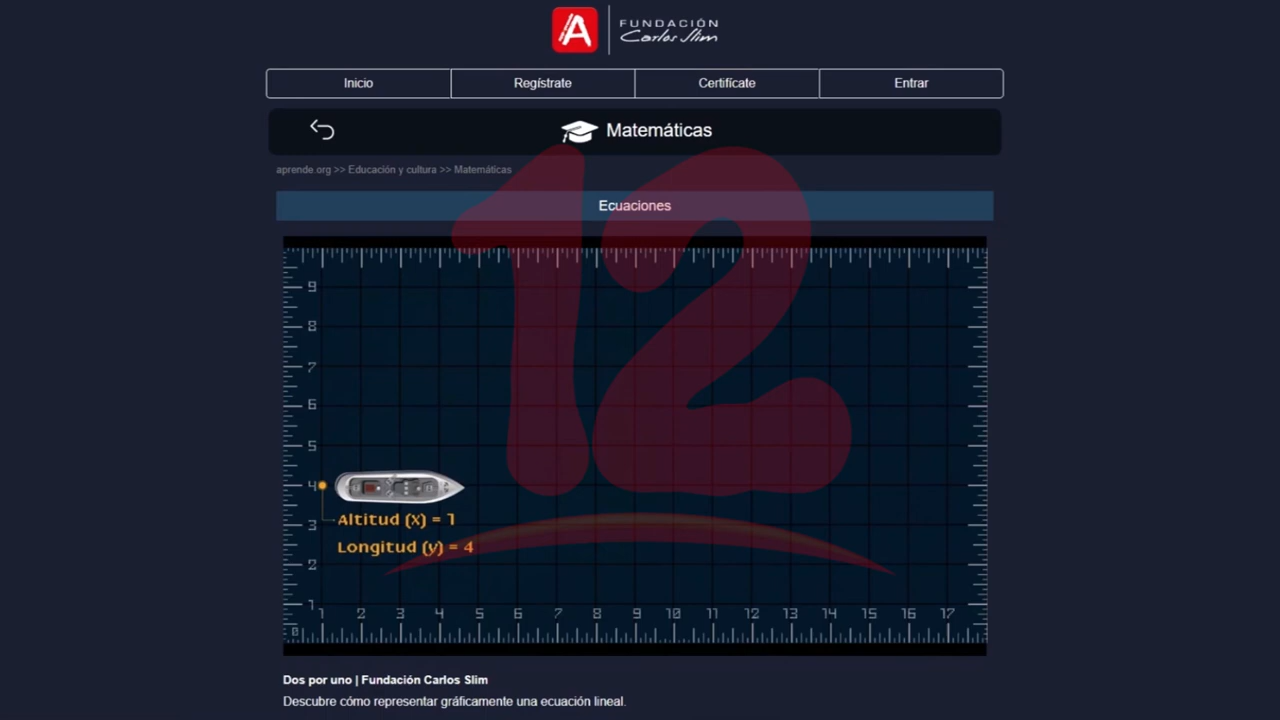 A
FUNDACIÓN
Carlos Slim
Inicio Regístrate Certifícate Entrar
Matemáticas
aprende.org >> Educación y cultura >> Matemáticas
Ecuaciones
12
9
8
7
6
5
4
Altitud (x) = 1
3
Longitud (y) = 4
2
1
1 2 3 4 5 6 7 8 9 10 11 12 13 14 15 16 17
0
Dos por uno | Fundación Carlos Slim
Descubre cómo representar gráficamente una ecuación lineal.